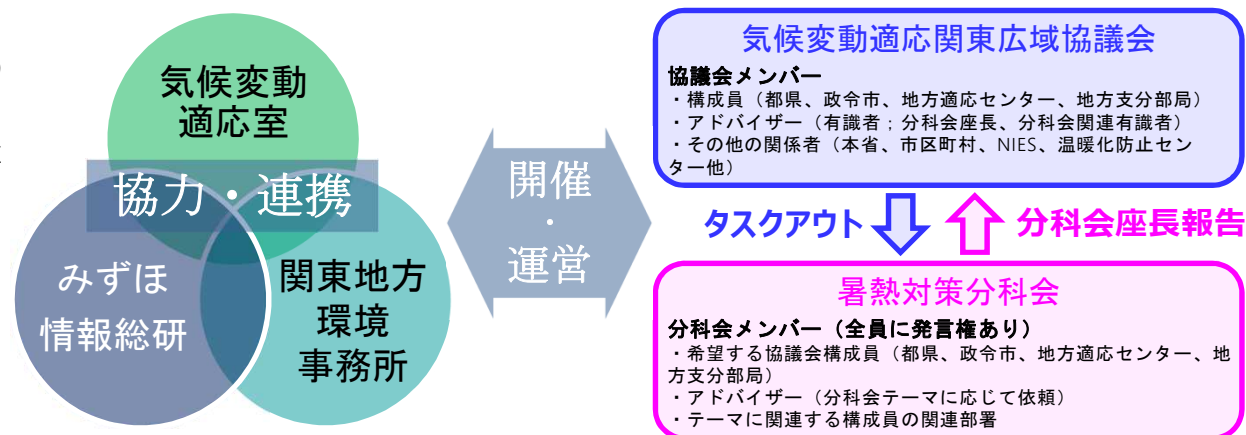 気候変動
適応室
協力・連携
みずほ
情報総研
関東地方
環境
事務所
開催
・
運営
気候変動適応関東広域協議会
協議会メンバー
・構成員（都県、政令市、地方適応センター、地方支分部局）
・アドバイザー（有識者；分科会座長、分科会関連有識者）
・その他の関係者（本省、市区町村、NIES、温暖化防止セン
ター他）
タスクアウト
分科会座長報告
暑熱対策分科会
分科会メンバー（全員に発言権あり）
・希望する協議会構成員（都県、政令市、地方適応センター、地
方支分部局）
・アドバイザー（分科会テーマに応じて依頼）
・テーマに関連する構成員の関連部署